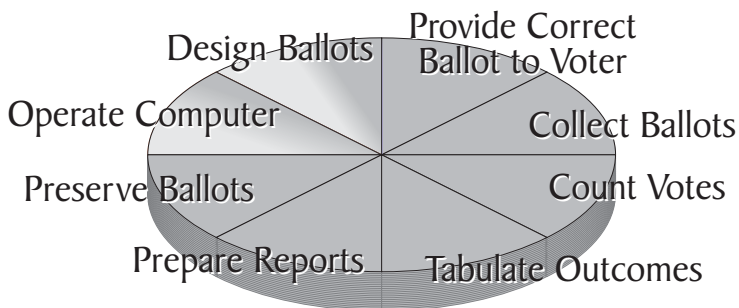 Design Ballots
Provide Correct
Ballot to Voter
Operate Computer
Collect Ballots
Preserve Ballots
Count Votes
Prepare Reports
Tabulate Outcomes